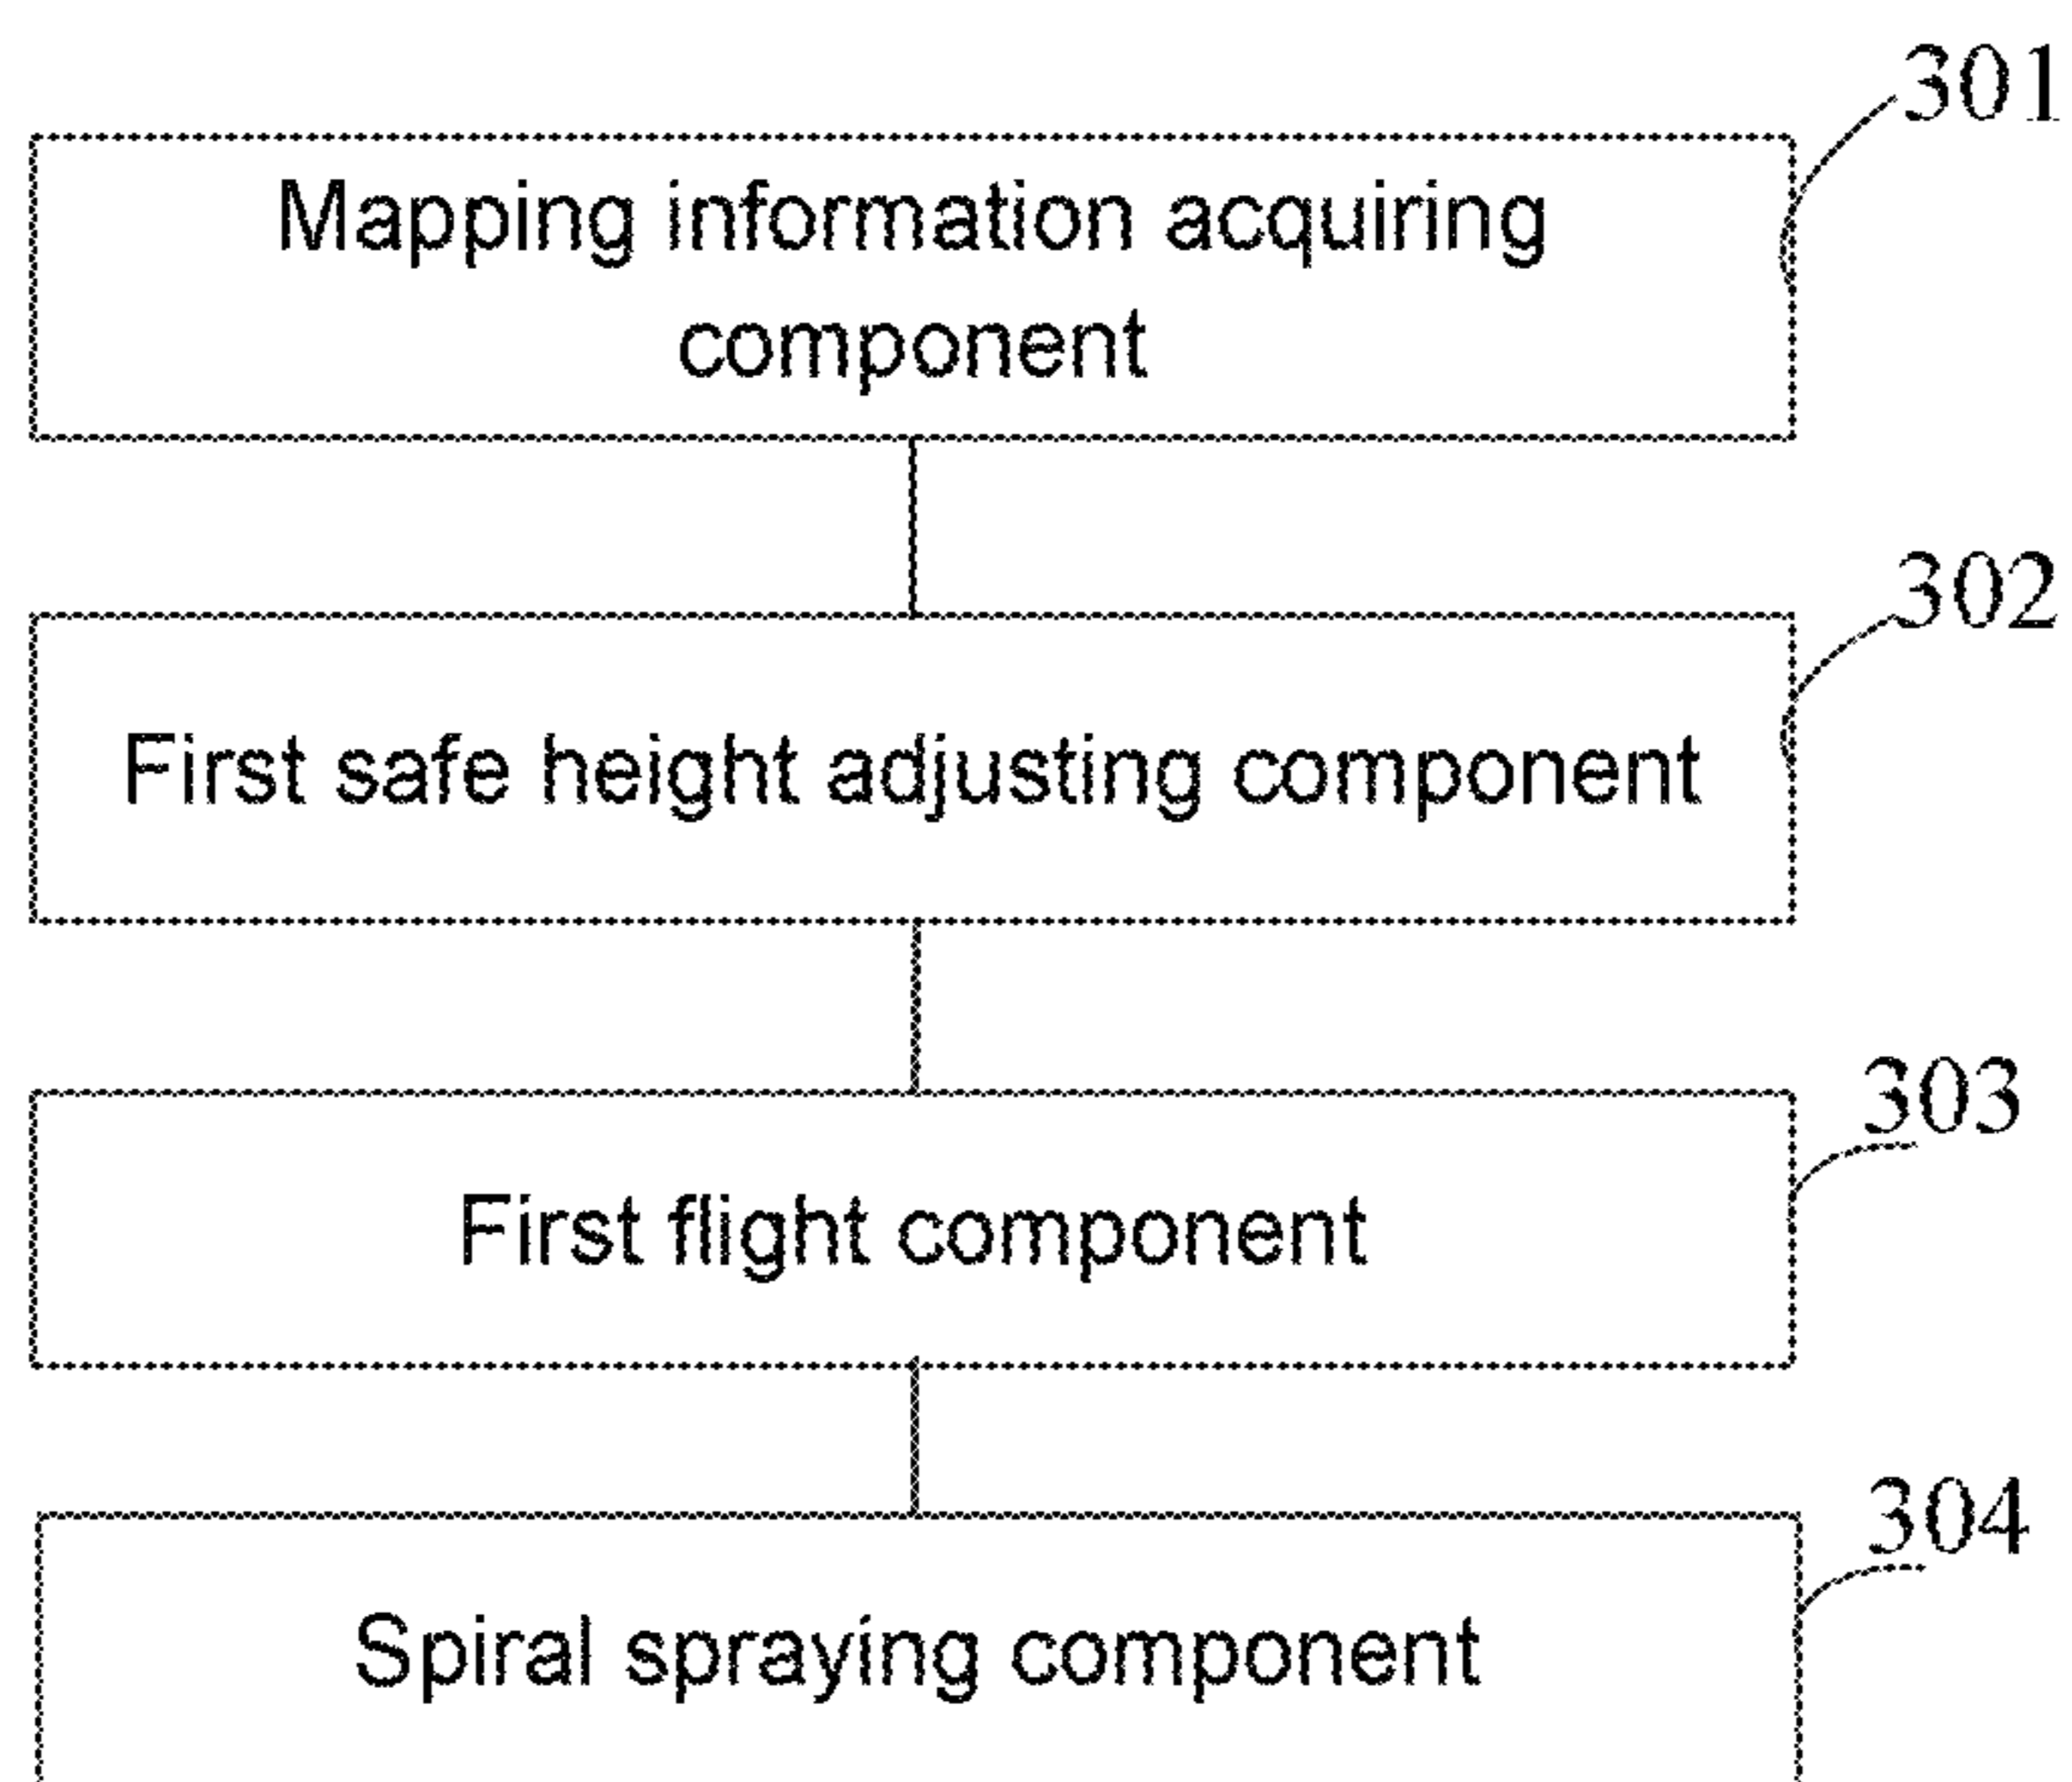 301
Mapping information acquiring
component
302
First safe height adjusting component
303
First flight component
304
Spiral spraying component